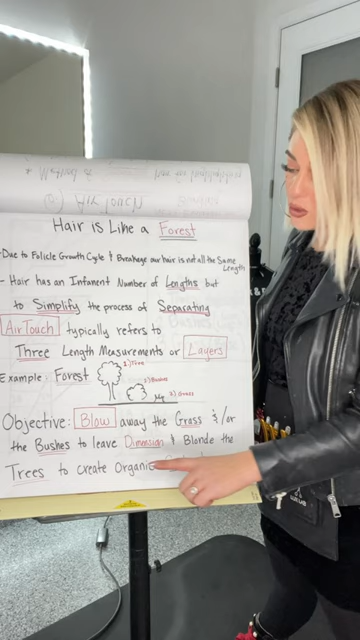 Hair is Like a Forest
- Due to Follicle Growth Cycle & Breakage our hair is not all the Same Length
- Hair has an Infanent Number of Lengths but
to Simplify the process of Separating
AirTouch typically refers to
Three Length Measurements or Layers
Example: Forest
1) Tree
2) Bushes
3) Grass
Objective: Blow away the Grass &/or
the Bushes to leave Dimension & Blonde the
Trees to create Organic